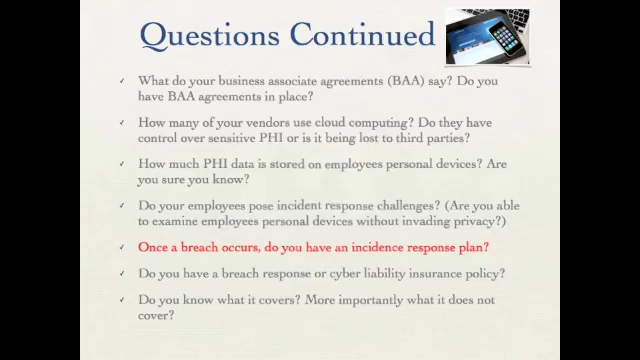 Questions Continued
What do your business associate agreements (BAA) say? Do you
have BAA agreements in place?
How many of your vendors use cloud computing? Do they have
control over sensitive PHI or is it being lost to third parties?
How much PHI data is stored on employees personal devices? Are
you sure you know?
Do your employees pose incident response challenges? (Are you able
to examine employees personal devices without invading privacy?)
Once a breach occurs, do you have an incidence response plan?
Do you have a breach response or cyber liability insurance policy?
Do you know what it covers? More importantly what it does not
cover?